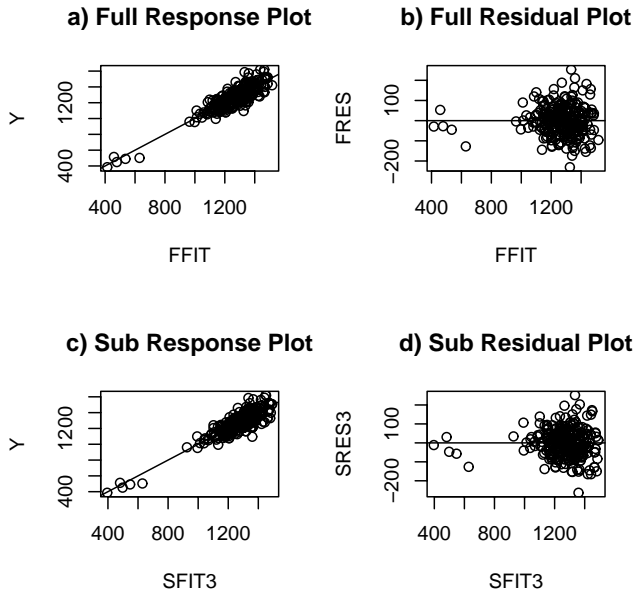 a) Full Response Plot
Y
400 1200
400 800 1200
FFIT
b) Full Residual Plot
FRES
−200 100
400 800 1200
FFIT
c) Sub Response Plot
Y
400 1200
400 800 1200
SFIT3
d) Sub Residual Plot
SRES3
−200 100
400 800 1200
SFIT3